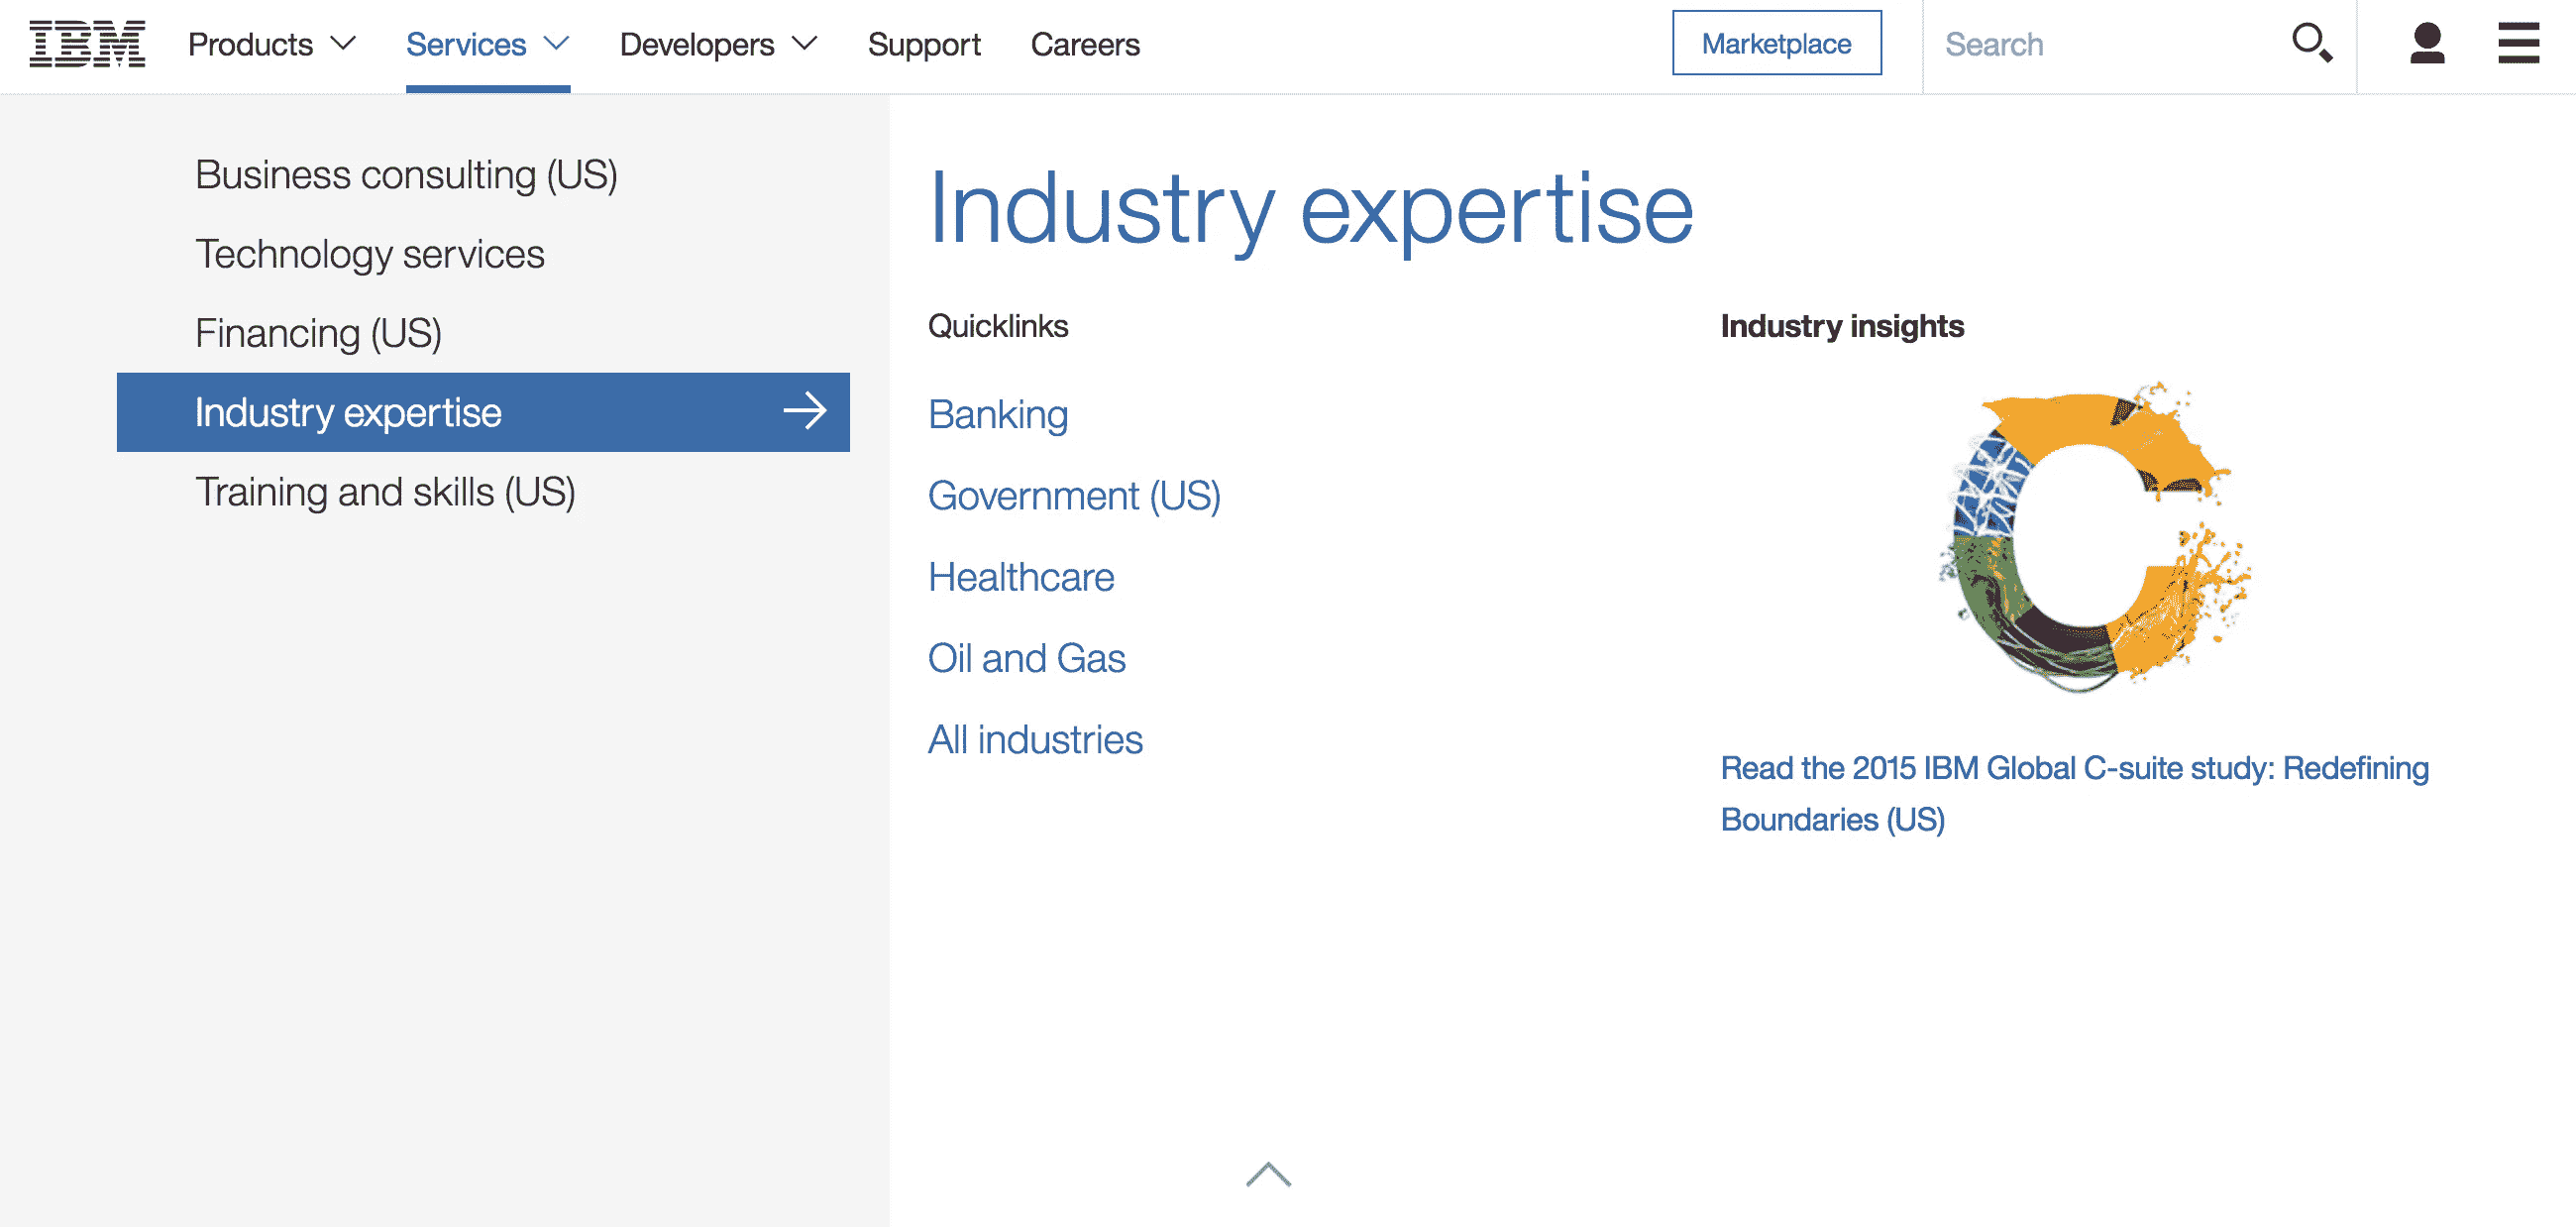 IBM Products Services Developers Support Careers Marketplace Search
Business consulting (US)
Technology services
Financing (US)
Industry expertise
Training and skills (US)
Industry expertise
Quicklinks
Banking
Government (US)
Healthcare
Oil and Gas
All industries
Industry insights
C
Read the 2015 IBM Global C-suite study: Redefining
Boundaries (US)